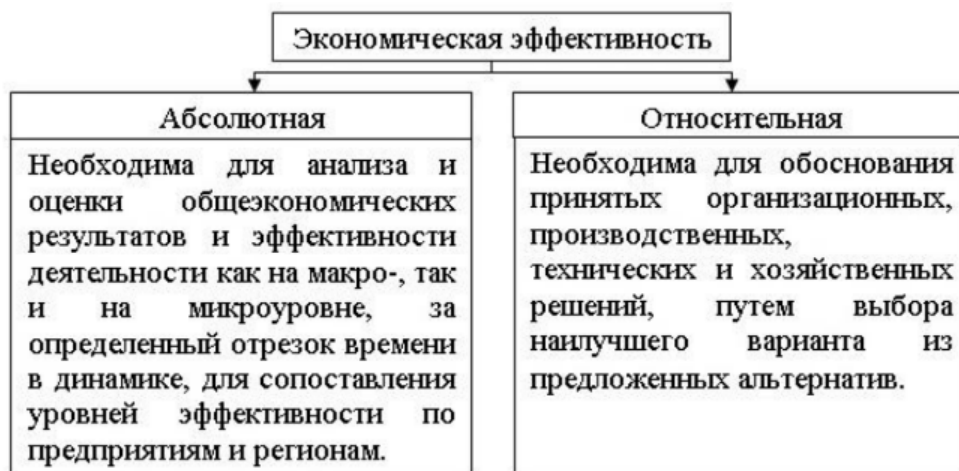 Экономическая эффективность
Абсолютная
Необходима для анализа и
оценки общеэкономических
результатов и эффективности
деятельности как на макро-, так
и на микроуровне, за
определенный отрезок времени
в динамике, для сопоставления
уровней эффективности по
предприятиям и регионам.
Относительная
Необходима для обоснования
принятых организационных,
производственных,
технических и хозяйственных
решений, путем выбора
наилучшего варианта из
предложенных альтернатив.